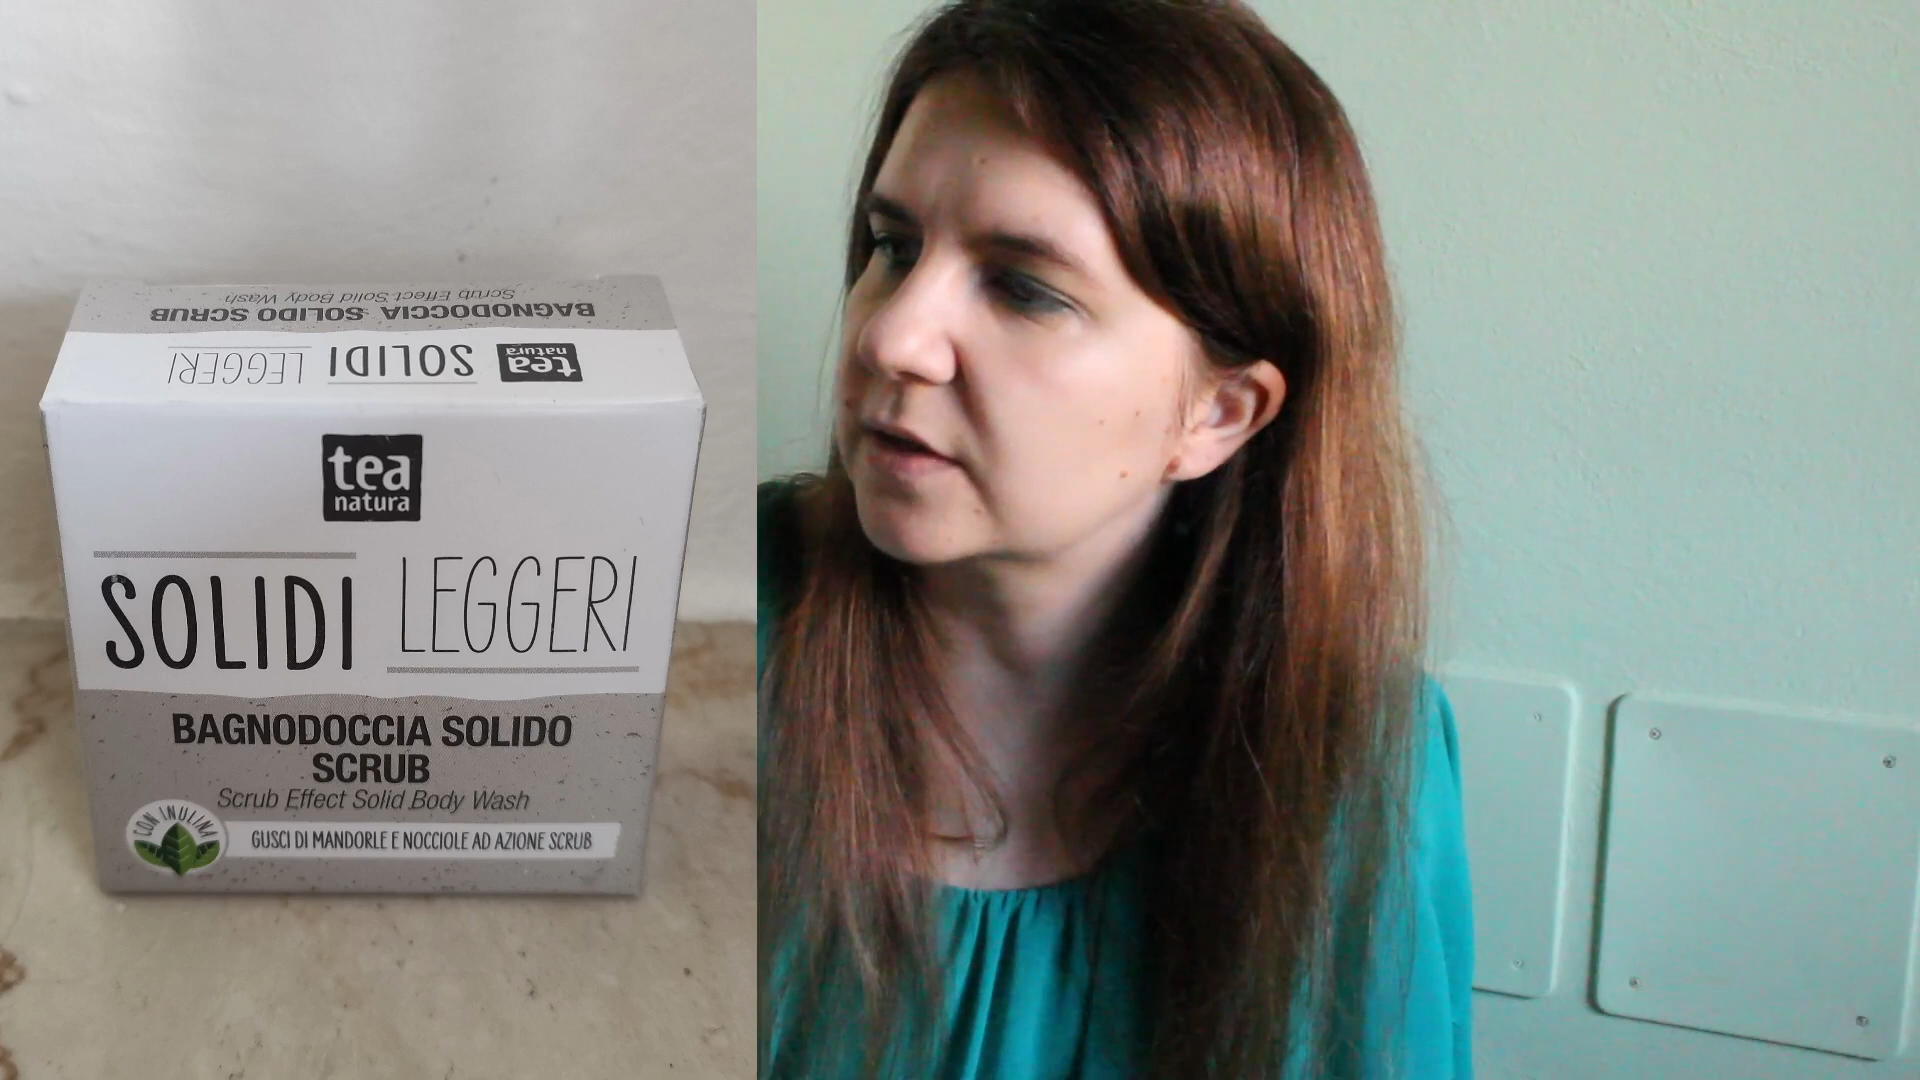 BAGNODOCCIA SOLIDO SCRUB
Scrub Effect Solid Body Wash
tea natura SOLIDI LEGGERI
tea
natura
SOLIDI LEGGERI
BAGNODOCCIA SOLIDO
SCRUB
Scrub Effect Solid Body Wash
CON INULINA
GUSCI DI MANDORLE E NOCCIOLE AD AZIONE SCRUB